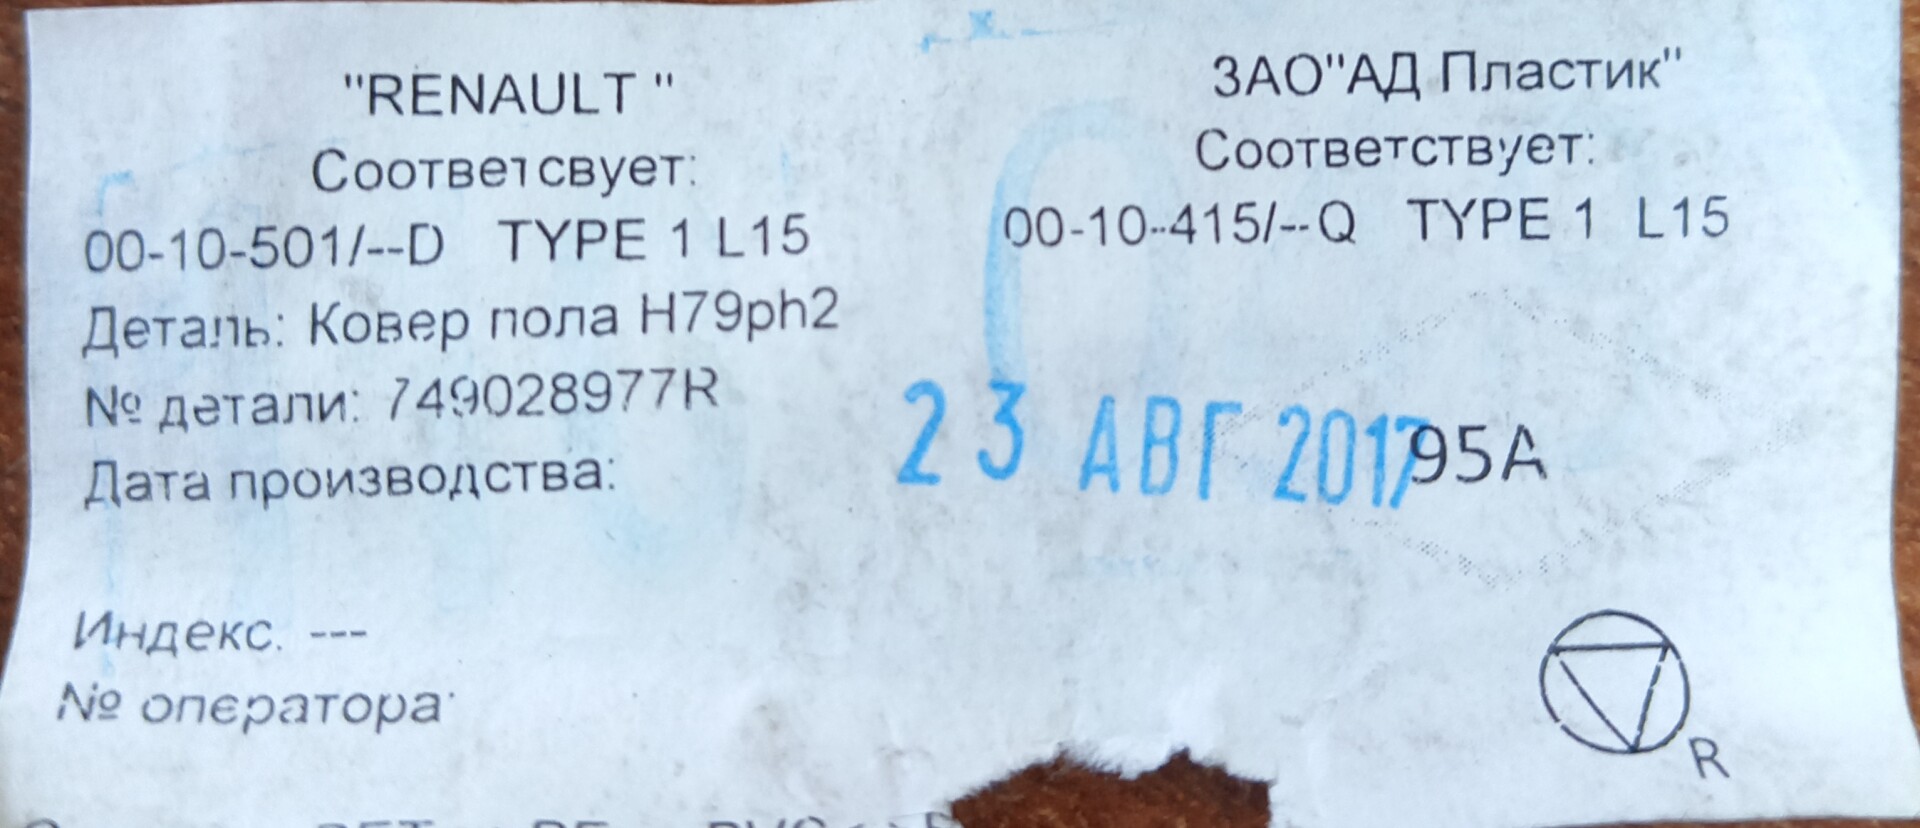 "RENAULT "
Соответсвует:
00-10-501/--D TYPE 1 L15
Деталь: Ковер пола H79ph2
№ детали: 749028977R
Дата производства:
Индекс. ---
№ оператора:
ЗАО"АД Пластик"
Соответствует:
00-10-415/--Q TYPE 1 L15
23 АВГ 2017
95A
R